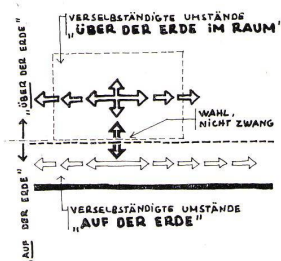 VERSELBSTÄNDIGTE UMSTÄNDE
"ÜBER DER ERDE IM RAUM'
"ÜBER DER ERDE"
WAHL,
NICHT ZWANG
AUF DER ERDE"
VERSELBSTÄNDIGTE UMSTÄNDE
"AUF DER ERDE"